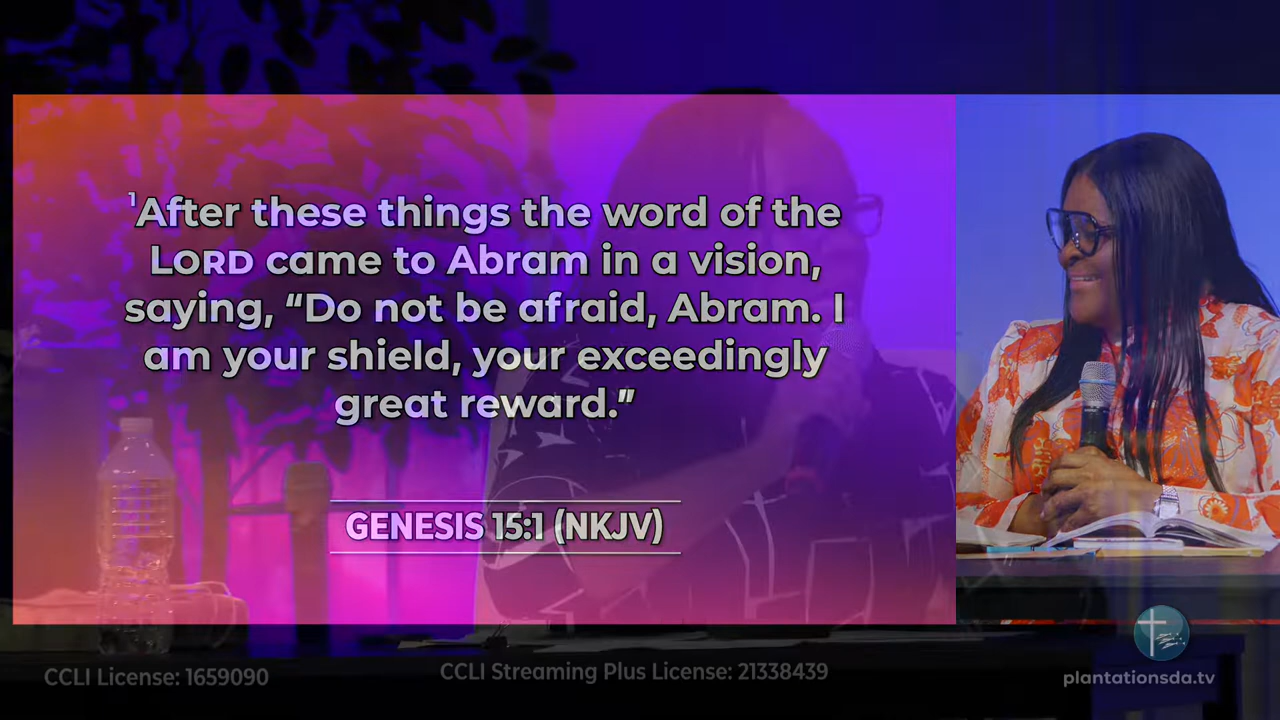 ¹After these things the word of the
LORD came to Abram in a vision,
saying, “Do not be afraid, Abram. I
am your shield, your exceedingly
great reward.”
GENESIS 15:1 (NKJV)
CCLI License: 1659090
CCLI Streaming Plus License: 21338439
plantationsda.tv